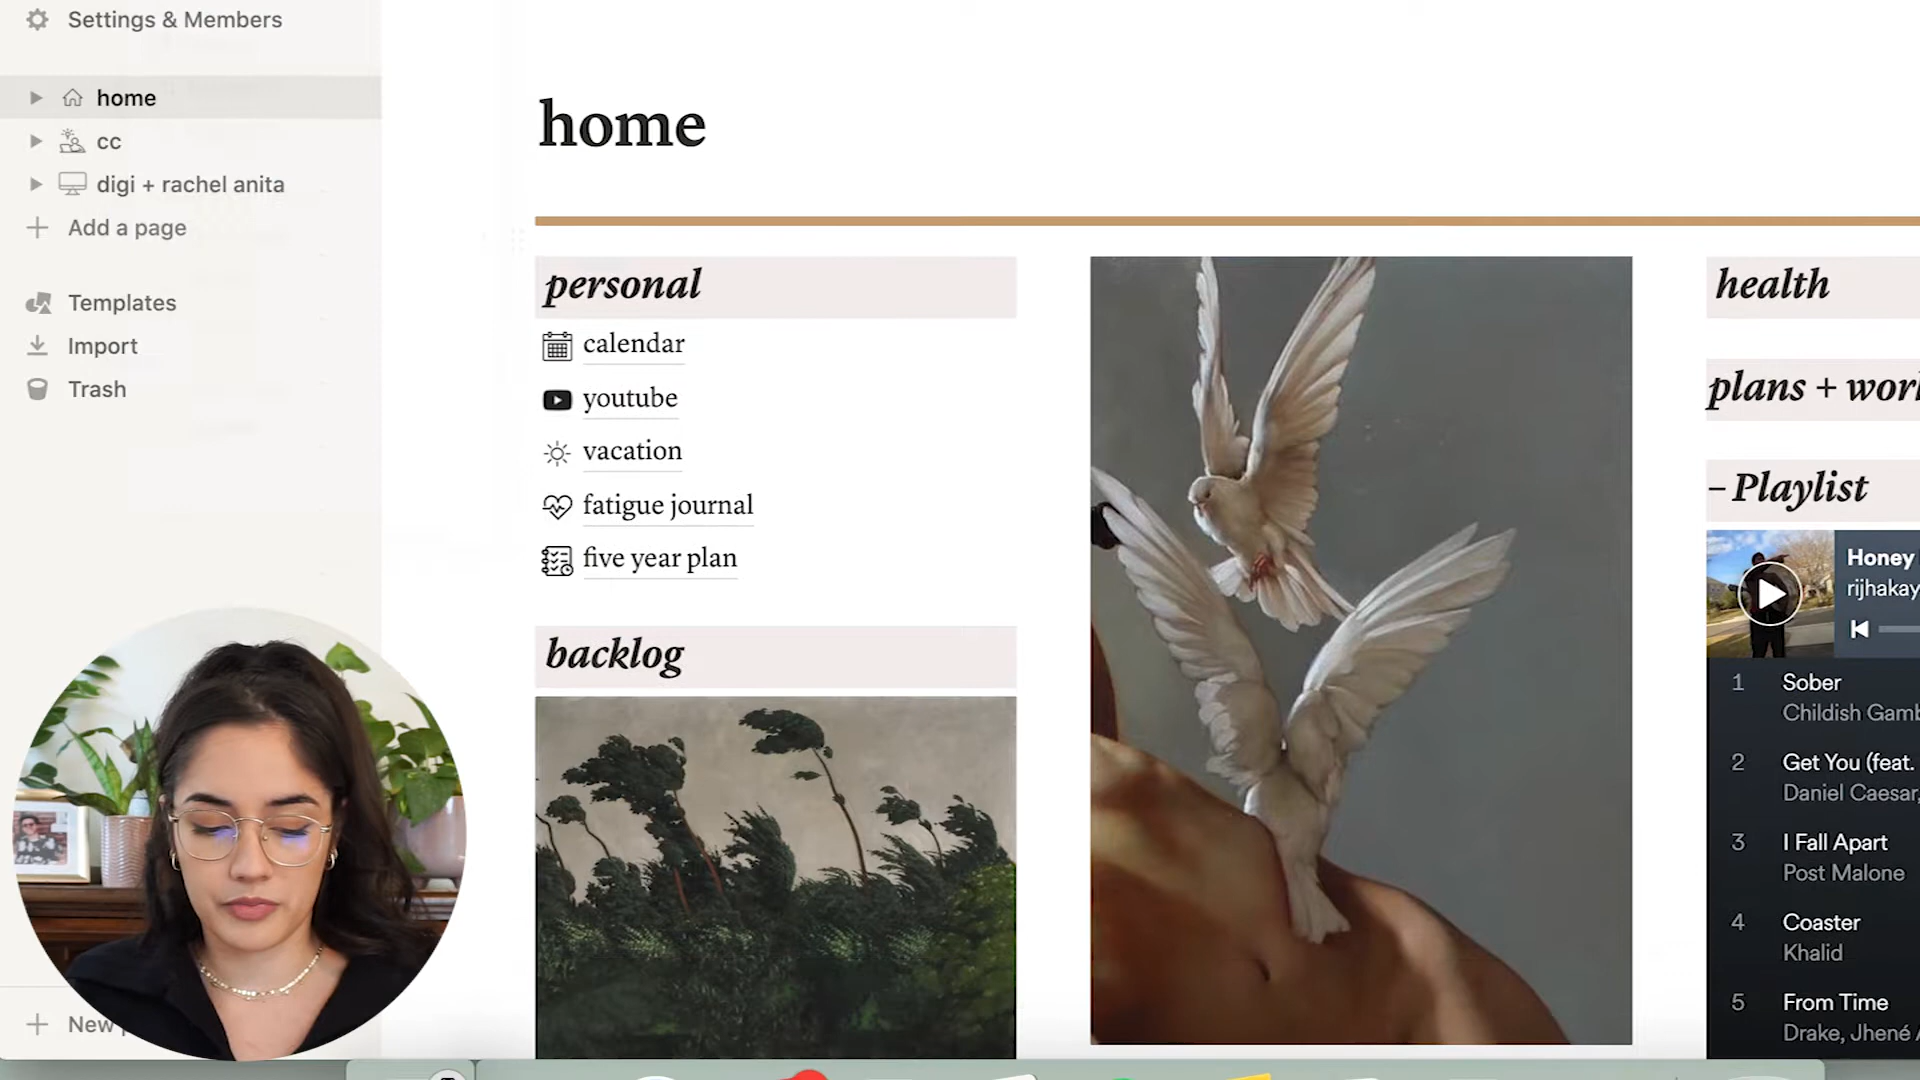 Settings & Members
home
cc
digi + rachel anita
Add a page
Templates
Import
Trash
home
personal
calendar
youtube
vacation
fatigue journal
five year plan
backlog
health
plans +
– Playlist
Honey
rijhakay
1 Sober
Childish
2 Get You (feat.
Daniel Caesar,
3 I Fall Apart
Post Malone
4 Coaster
Khalid
5 From Time
Drake, Jhené
New